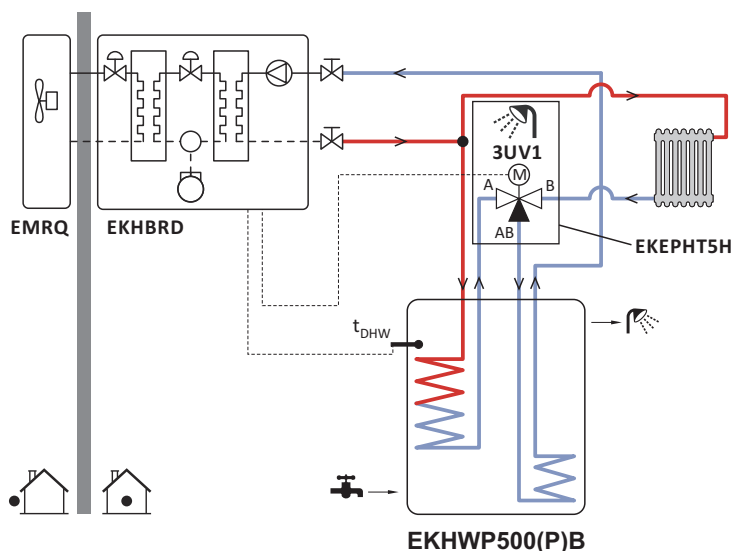 3UV1
M
A
B
AB
EMRQ
EKHBRD
EKEPHT5H
tDHW
EKHWP500(P)B